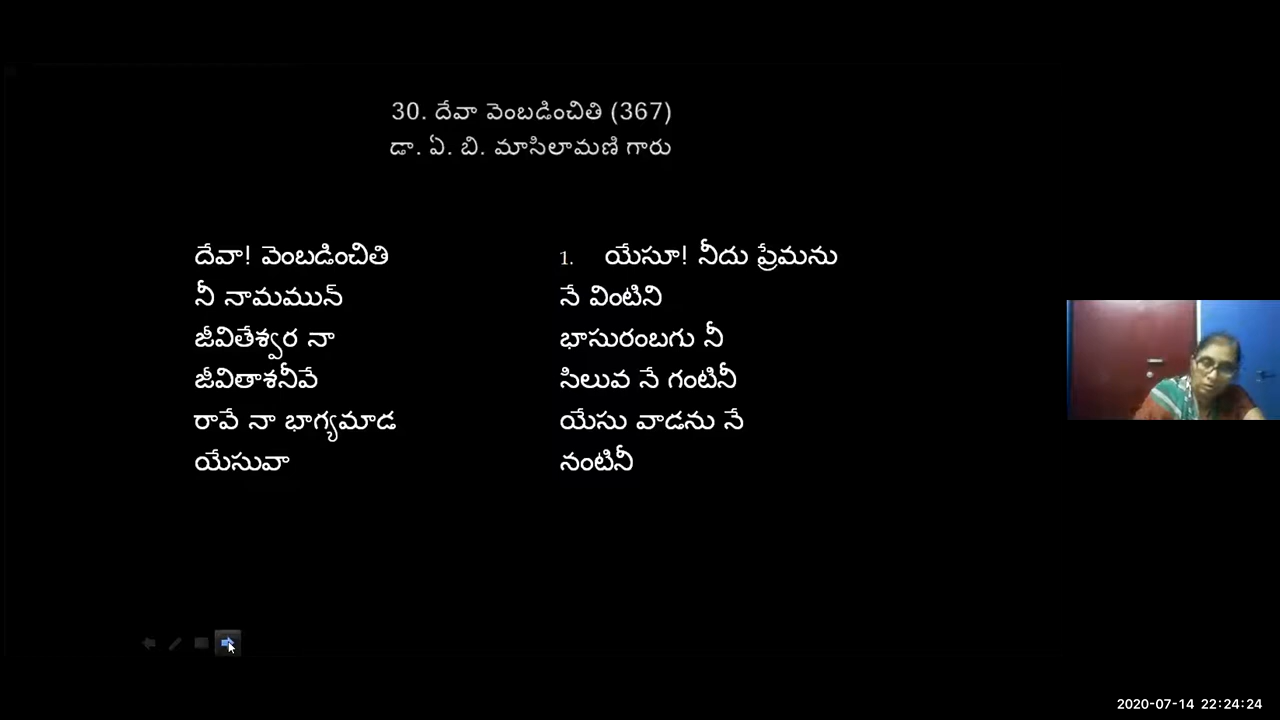 30. దేవా వెంబడించితి (367)
డా. ఏ. బి. మాసిలామణి గారు
దేవా! వెంబడించితి
నీ నామమున్
జీవితేశ్వర నా
జీవితాశనీవే
రావే నా భాగ్యమాడ
యేసువా
1. యేసూ! నీదు ప్రేమను
నే వింటిని
భాసురంబగు నీ
సిలువ నే గంటినీ
యేసు వాడను నే
నంటినీ
2020-07-14 22:24:24